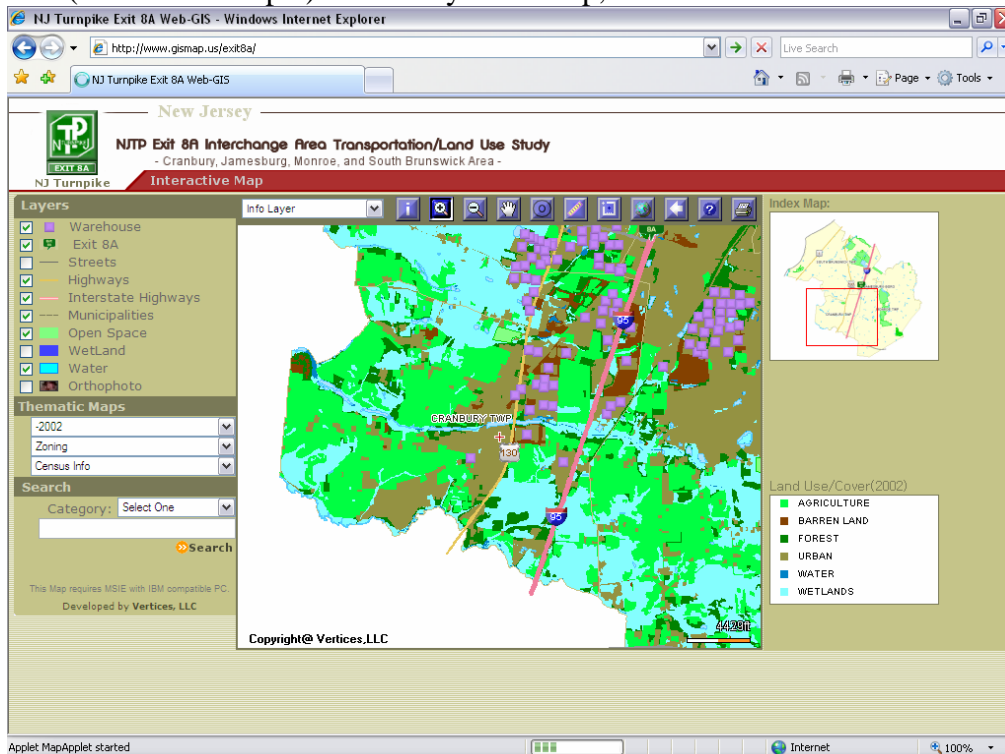 NJ Turnpike Exit 8A Web-GIS - Windows Internet Explorer
http://www.gismap.us/exit8a/
Live Search
NJ Turnpike Exit 8A Web-GIS
Page
Tools
New Jersey
EXIT 8A
NJ Turnpike
NJTP Exit 8A Interchange Area Transportation/Land Use Study
- Cranbury, Jamesburg, Monroe, and South Brunswick Area -
Interactive Map
Layers
Warehouse
Exit 8A
Streets
Highways
Interstate Highways
Municipalities
Open Space
WetLand
Water
Orthophoto
Thematic Maps
-2002
Zoning
Census Info
Search
Category: Select One
Search
This Map requires MSIE with IBM compatible PC.
Developed by Vertices, LLC
Info Layer
8A
95
CRANBURY TWP
130
95
Copyright@ Vertices,LLC
4429ft
Index Map:
Land Use/Cover(2002)
AGRICULTURE
BARREN LAND
FOREST
URBAN
WATER
WETLANDS
Applet MapApplet started
Internet
100%